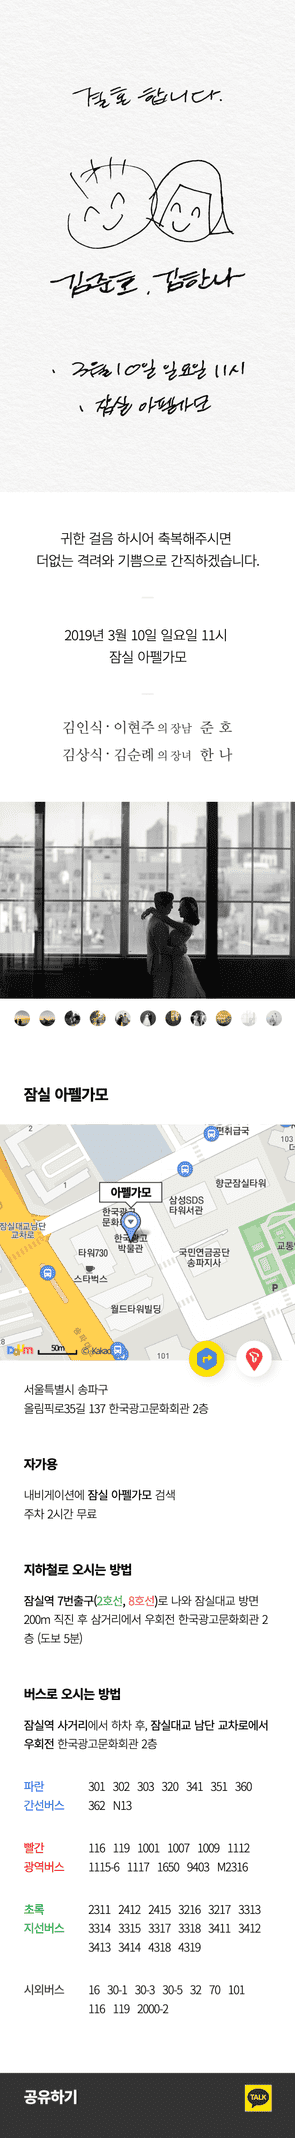 결혼 합니다.
김준호, 김한나
3월 10일 일요일 11시
잠실 아펠가모
귀한 걸음 하시어 축복해주시면
더없는 격려와 기쁨으로 간직하겠습니다.
2019년 3월 10일 일요일 11시
잠실 아펠가모
김인식 · 이현주 의 장남 준 호
김상식 · 김순례 의 장녀 한 나
잠실 아펠가모
2
편취급국
103
향군잠실타워
1
아펠가모
삼성SDS
타워서관
한국광고
문화회
잠실대교남단
교차로
한국광고
박물관
타워730
국민연금공단
송파지사
교통
스타벅스
P
월드타워빌딩
8
50m
© Kakao
101
서울특별시 송파구
올림픽로35길 137 한국광고문화회관 2층
자가용
내비게이션에 잠실 아펠가모 검색
주차 2시간 무료
지하철로 오시는 방법
잠실역 7번출구(2호선, 8호선)로 나와 잠실대교 방면
200m 직진 후 삼거리에서 우회전 한국광고문화회관 2
층 (도보 5분)
버스로 오시는 방법
잠실역 사거리에서 하차 후, 잠실대교 남단 교차로에서
우회전 한국광고문화회관 2층
파란 301 302 303 320 341 351 360
간선버스 362 N13
빨간 116 119 1001 1007 1009 1112
광역버스 1115-6 1117 1650 9403 M2316
초록 2311 2412 2415 3216 3217 3313
지선버스 3314 3315 3317 3318 3411 3412
3413 3414 4318 4319
시외버스 16 30-1 30-3 30-5 32 70 101
116 119 2000-2
공유하기
TALK